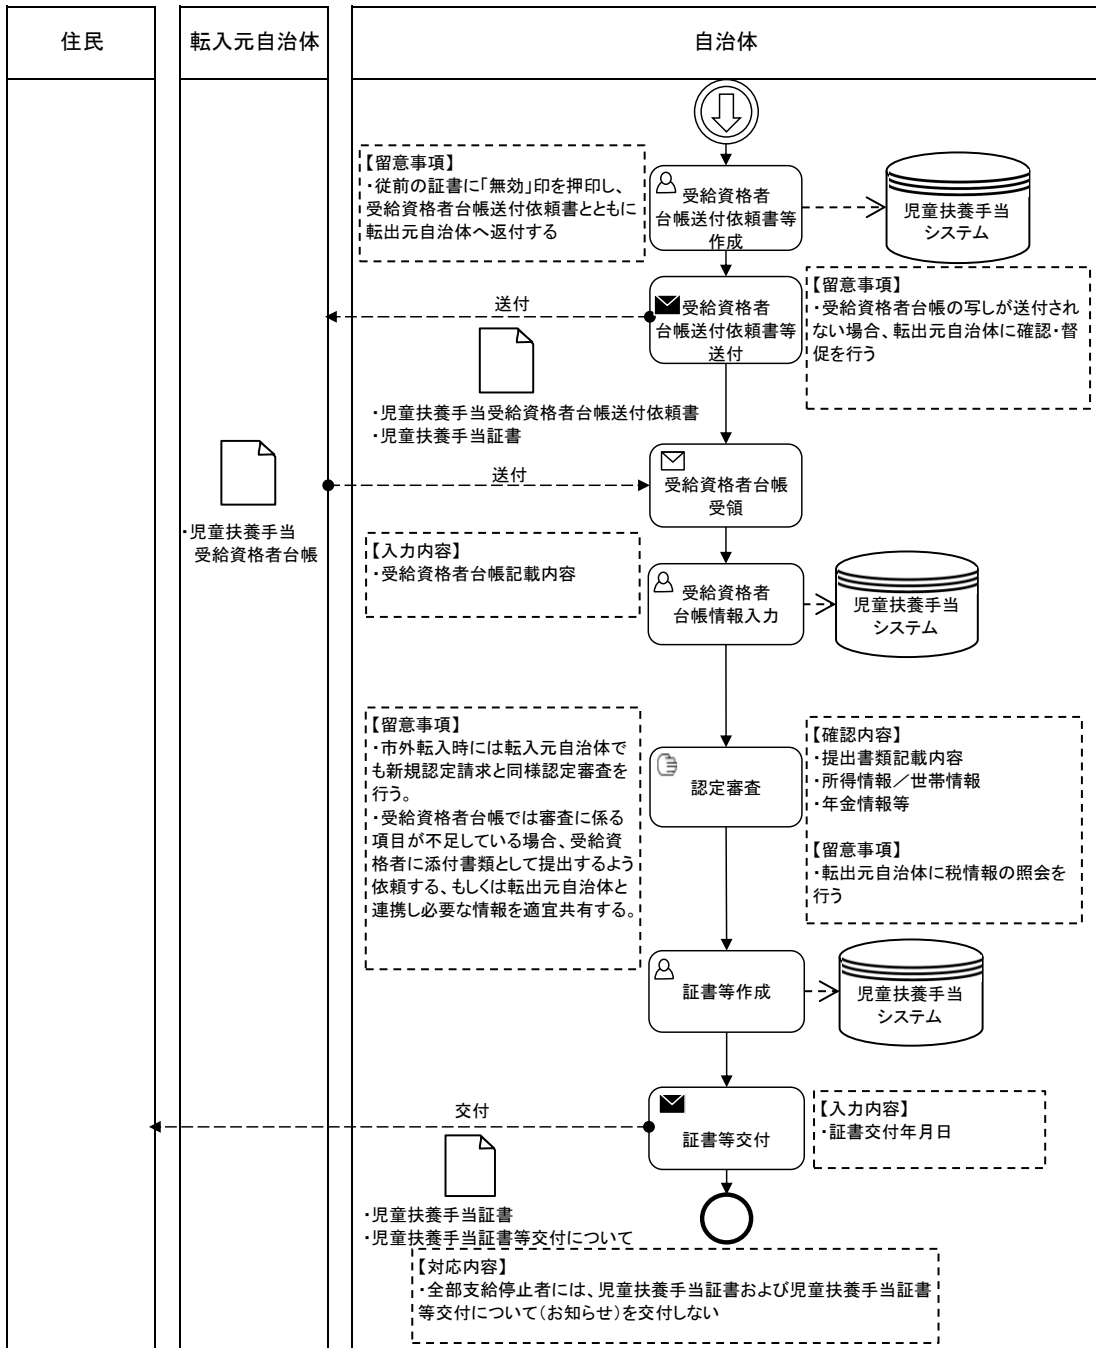 住民
転入元自治体
自治体
【留意事項】
・従前の証書に「無効」印を押印し、
受給資格者台帳送付依頼書とともに
転出元自治体へ返付する
受給資格者
台帳送付依頼書等
作成
児童扶養手当
システム
送付
受給資格者
台帳送付依頼書等
送付
【留意事項】
・受給資格者台帳の写しが送付され
ない場合、転出元自治体に確認・督
促を行う
・児童扶養手当受給資格者台帳送付依頼書
・児童扶養手当証書
送付
受給資格者台帳
受領
・児童扶養手当
受給資格者台帳
【入力内容】
・受給資格者台帳記載内容
受給資格者
台帳情報入力
児童扶養手当
システム
【留意事項】
・市外転入時には転入元自治体で
も新規認定請求と同様認定審査を
行う。
・受給資格者台帳では審査に係る
項目が不足している場合、受給資
格者に添付書類として提出するよう
依頼する、もしくは転出元自治体と
連携し必要な情報を適宜共有する。
認定審査
【確認内容】
・提出書類記載内容
・所得情報／世帯情報
・年金情報等
【留意事項】
・転出元自治体に税情報の照会を
行う
証書等作成
児童扶養手当
システム
交付
証書等交付
【入力内容】
・証書交付年月日
・児童扶養手当証書
・児童扶養手当証書等交付について
【対応内容】
・全部支給停止者には、児童扶養手当証書および児童扶養手当証書
等交付について（お知らせ）を交付しない